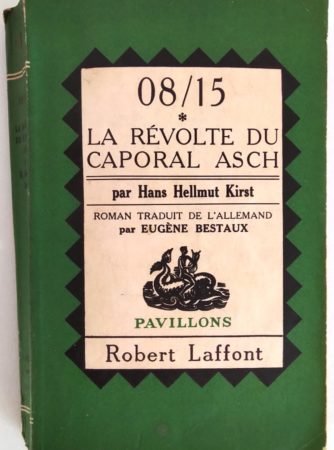 08/15
*
LA RÉVOLTE DU
CAPORAL ASCH
par Hans Hellmut Kirst
ROMAN TRADUIT DE L'ALLEMAND
par EUGÈNE BESTAUX
PAVILLONS
Robert Laffont